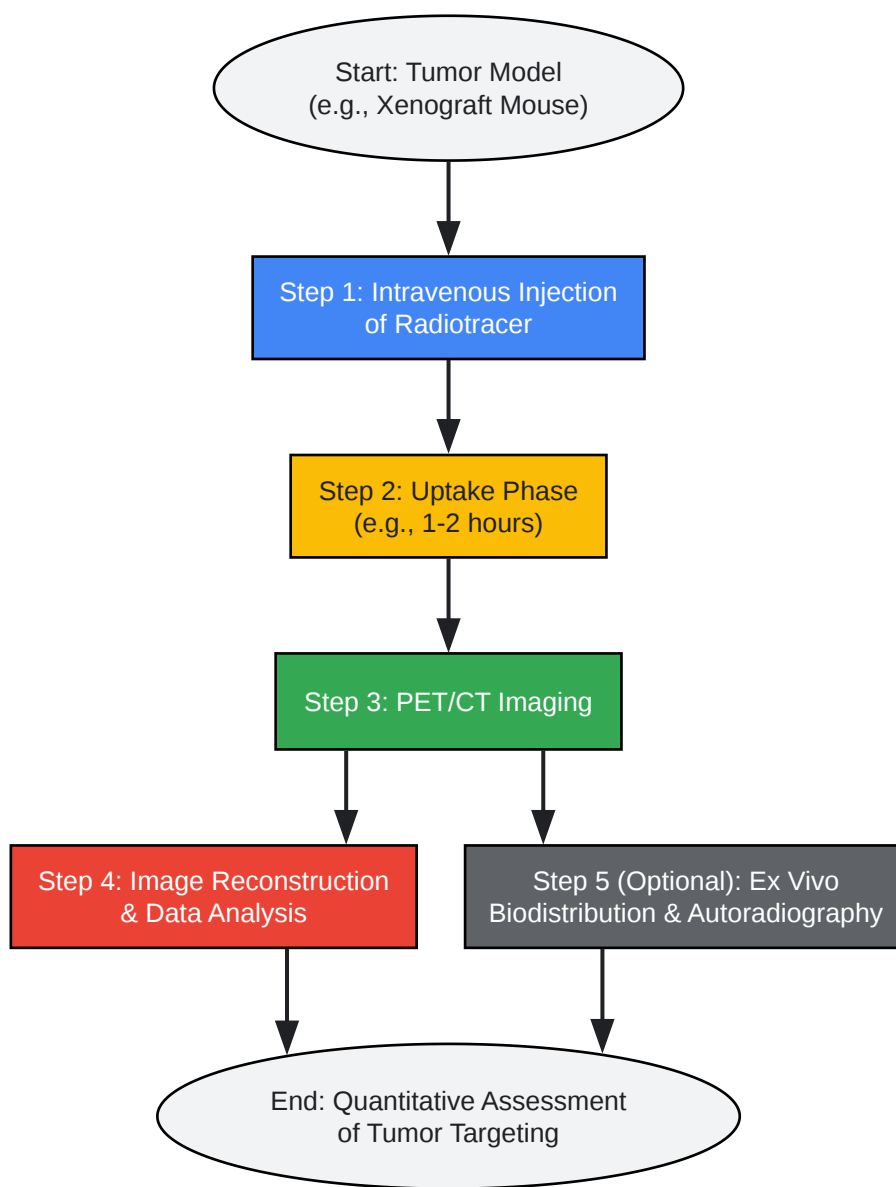 Start: Tumor Model
(e.g., Xenograft Mouse)
Step 1: Intravenous Injection
of Radiotracer
Step 2: Uptake Phase
(e.g., 1-2 hours)
Step 3: PET/CT Imaging
Step 4: Image Reconstruction
& Data Analysis
Step 5 (Optional): Ex Vivo
Biodistribution & Autoradiography
End: Quantitative Assessment
of Tumor Targeting